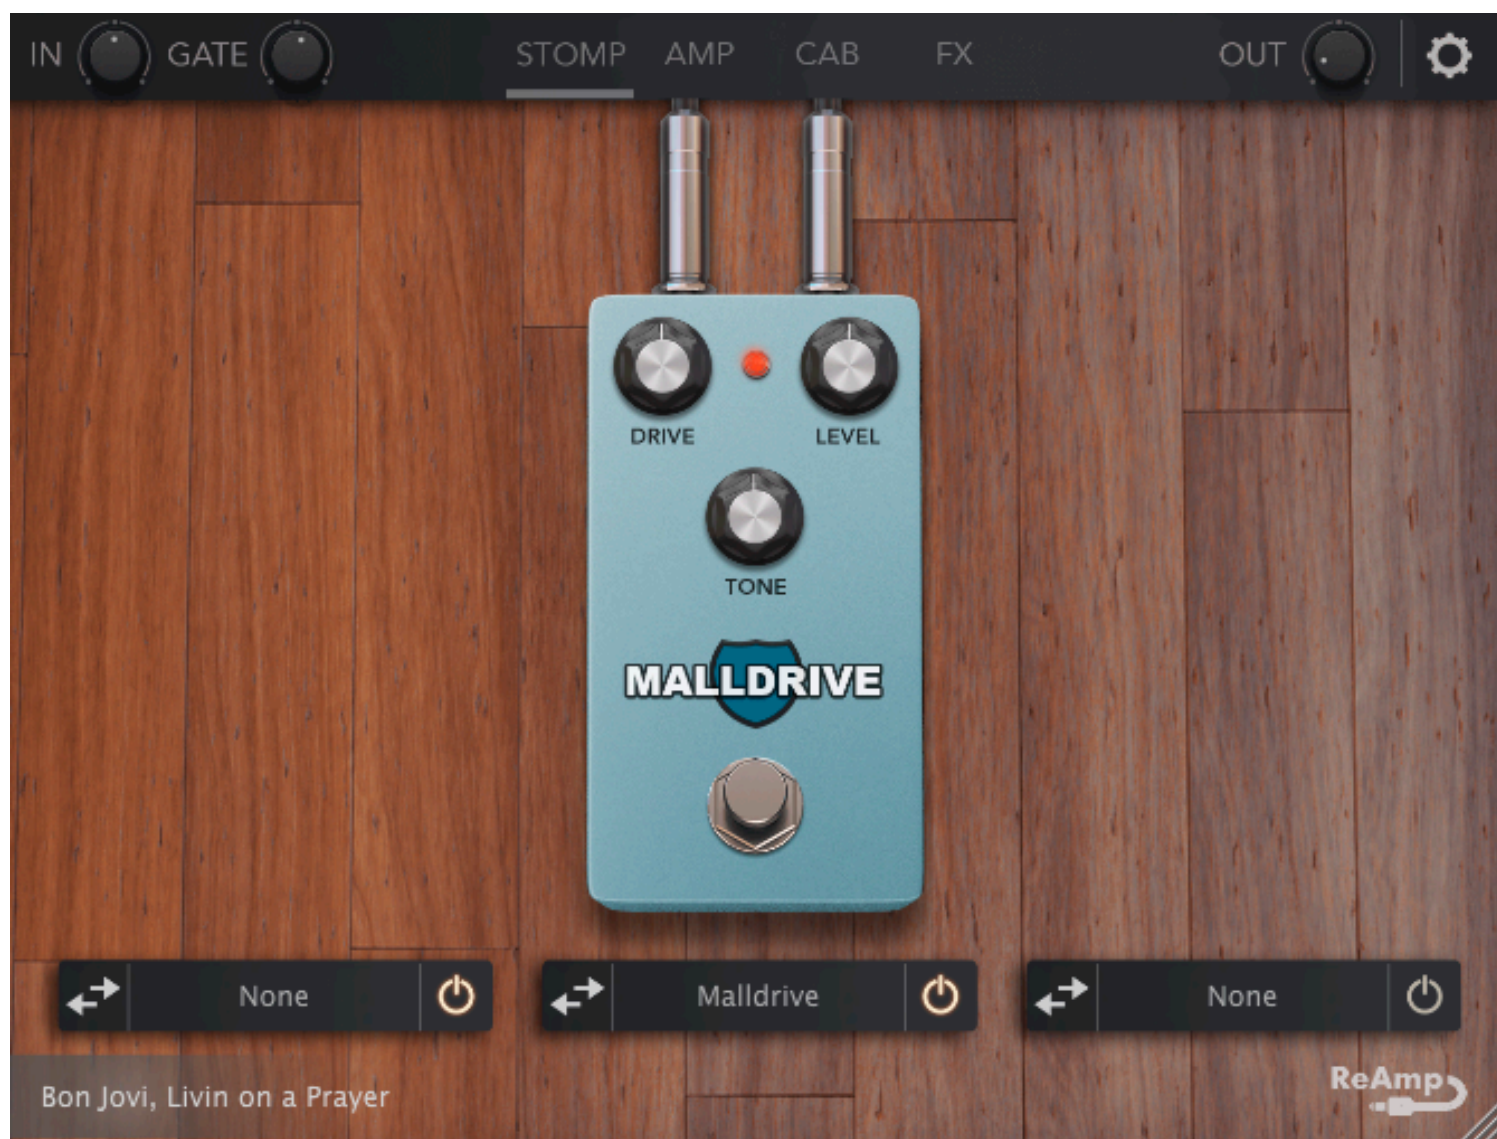 IN GATE STOMP AMP CAB FX OUT
DRIVE LEVEL
TONE
MALLDRIVE
None Malldrive None
Bon Jovi, Livin on a Prayer
ReAmp